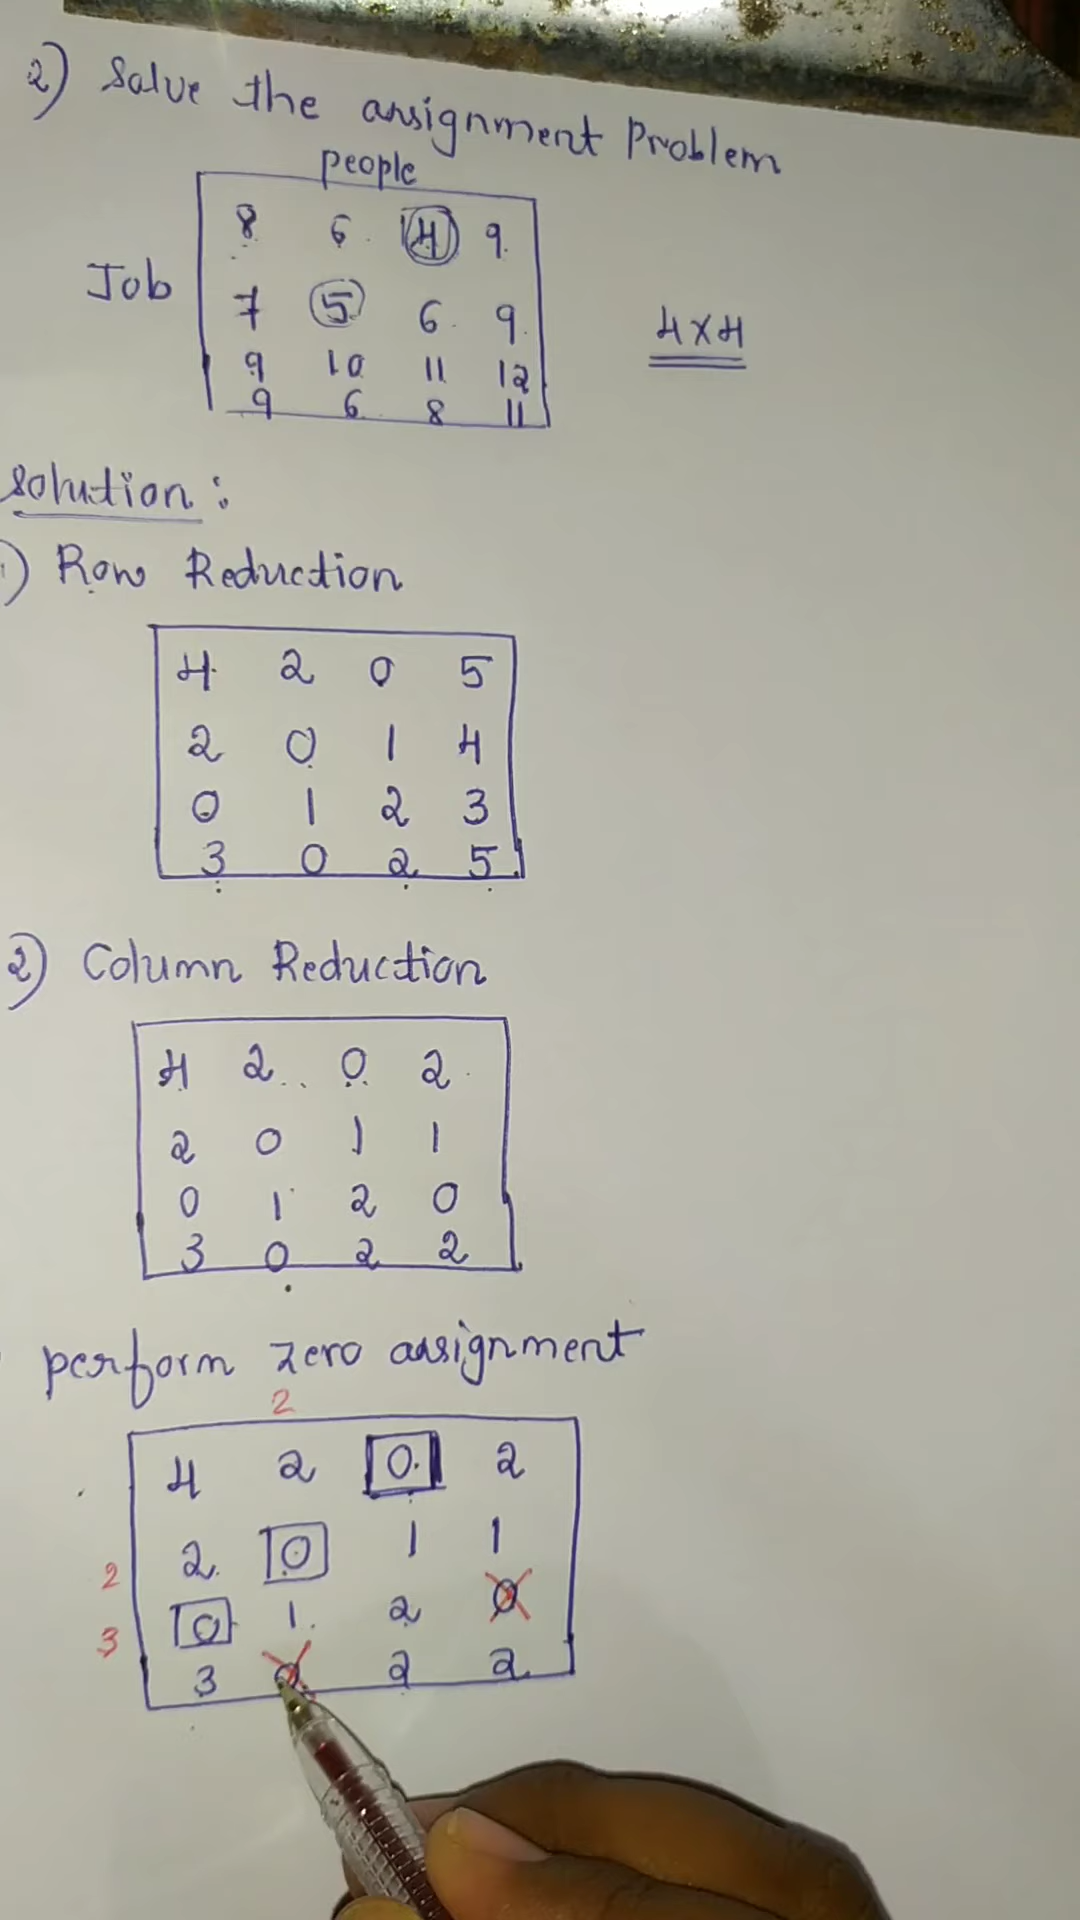 2) Solve the assignment Problem
people
8 6 4 9
Job
7 5 6 9
4x4
9 10 11 12
9 6 8 11
Solution :
1) Row Reduction
4 2 0 5
2 0 1 4
0 1 2 3
3 0 2 5
2) Column Reduction
4 2 0 2
2 0 1 1
0 1 2 0
3 0 2 2
perform zero assignment
2
4 2 0 2
2 2 0 1 1
3 0 1 2 0
3 0 2 2